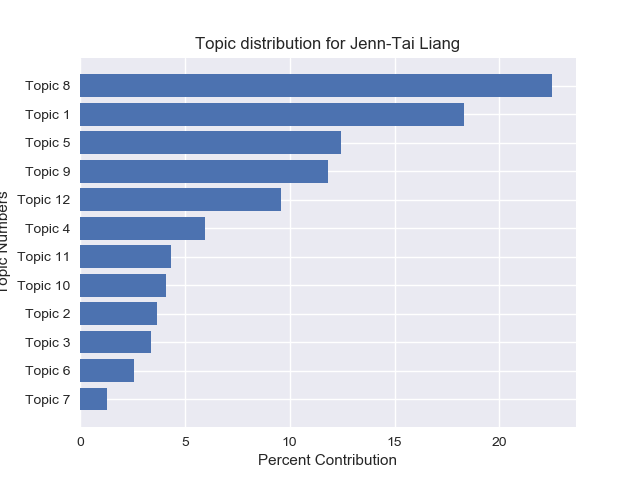 Topic distribution for Jenn-Tai Liang
Topic 8
Topic 1
Topic 5
Topic 9
Topic 12
Topic 4
Topic 11
Topic 10
Topic 2
Topic 3
Topic 6
Topic 7
Topic Numbers
0 5 10 15 20
Percent Contribution